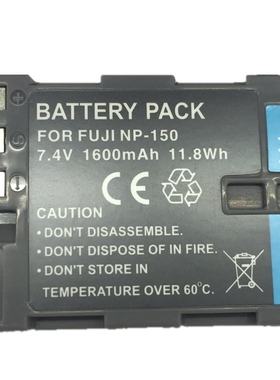 BATTERY PACK
FOR FUJI NP-150
7.4V 1600mAh 11.8Wh
CE
CAUTION
• DON'T DISASSEMBLE.
• DON'T DISPOSE OF IN FIRE.
• DON'T STORE IN
TEMPERATURE OVER 60℃.